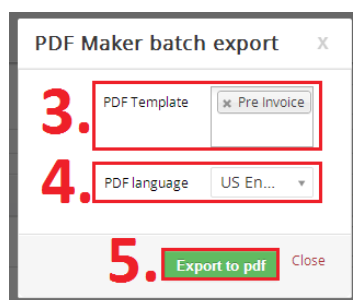 PDF Maker batch export x
3. PDF Template × Pre Invoice
4. PDF language US En...
5. Export to pdf Close